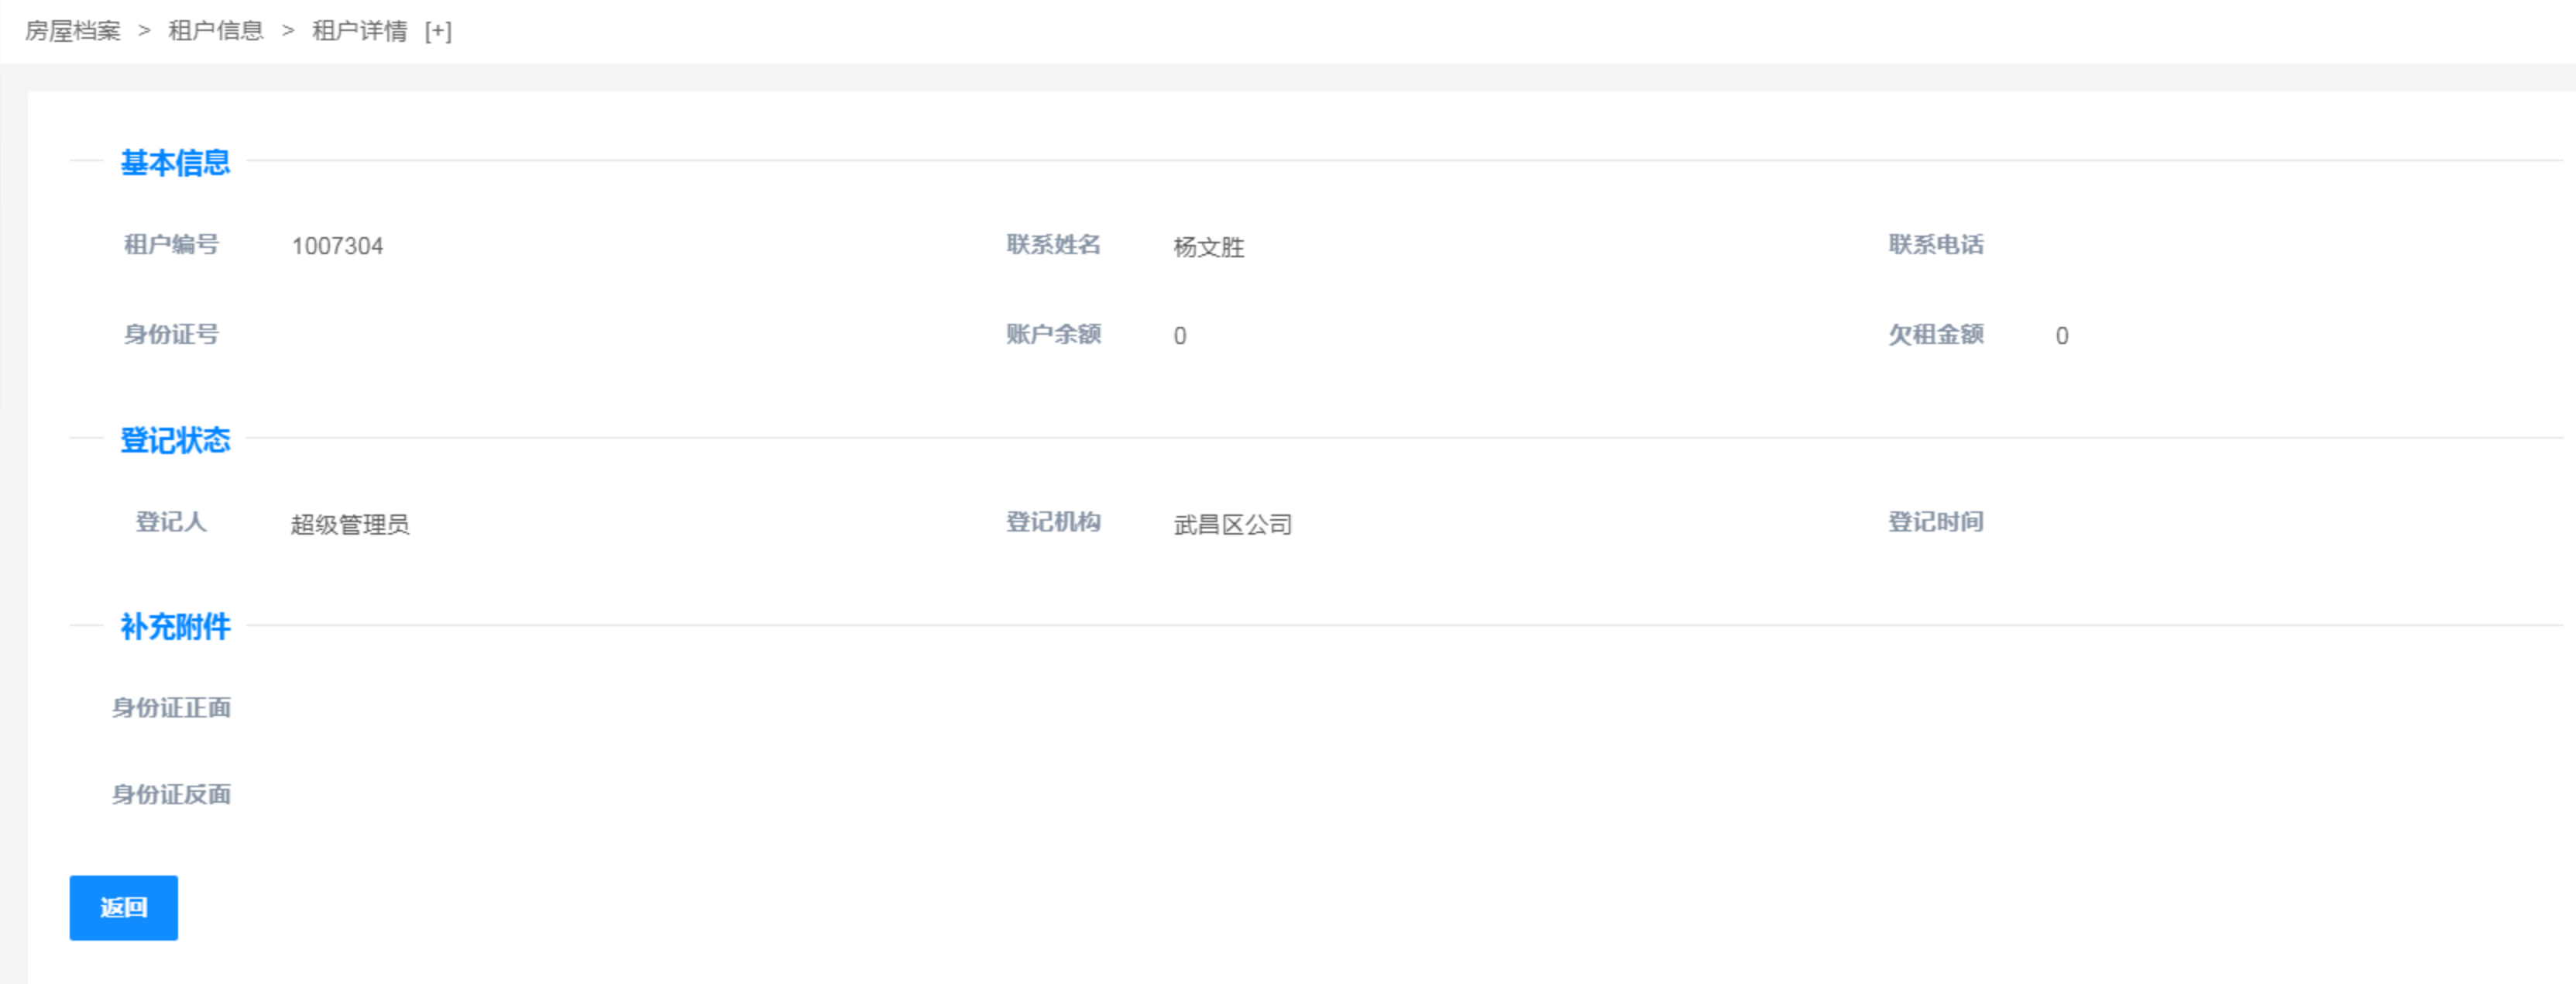 房屋档案 > 租户信息 > 租户详情 [+]
基本信息
租户编号 1007304 联系姓名 杨文胜 联系电话
身份证号 账户余额 0 欠租金额 0
登记状态
登记人 超级管理员 登记机构 武昌区公司 登记时间
补充附件
身份证正面
身份证反面
返回